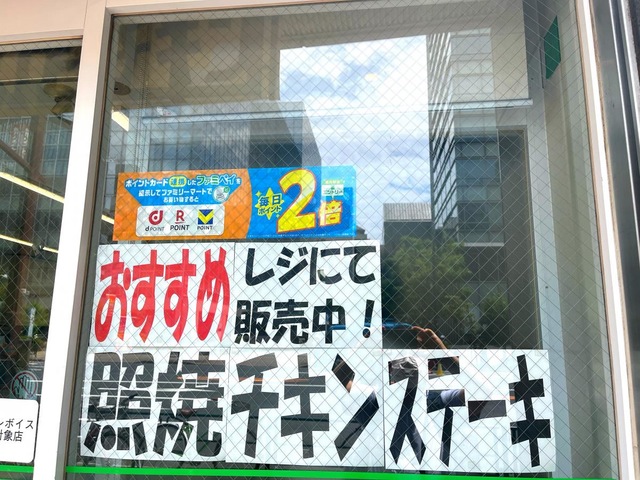 ポイントカード連携したファミペイを
提示してファミリーマートで
お買い物すると
d POINT
R POINT
V POINT
毎日
ポイント
2倍
おすすめ
レジにて
販売中！
照焼チキンステーキ
対象店